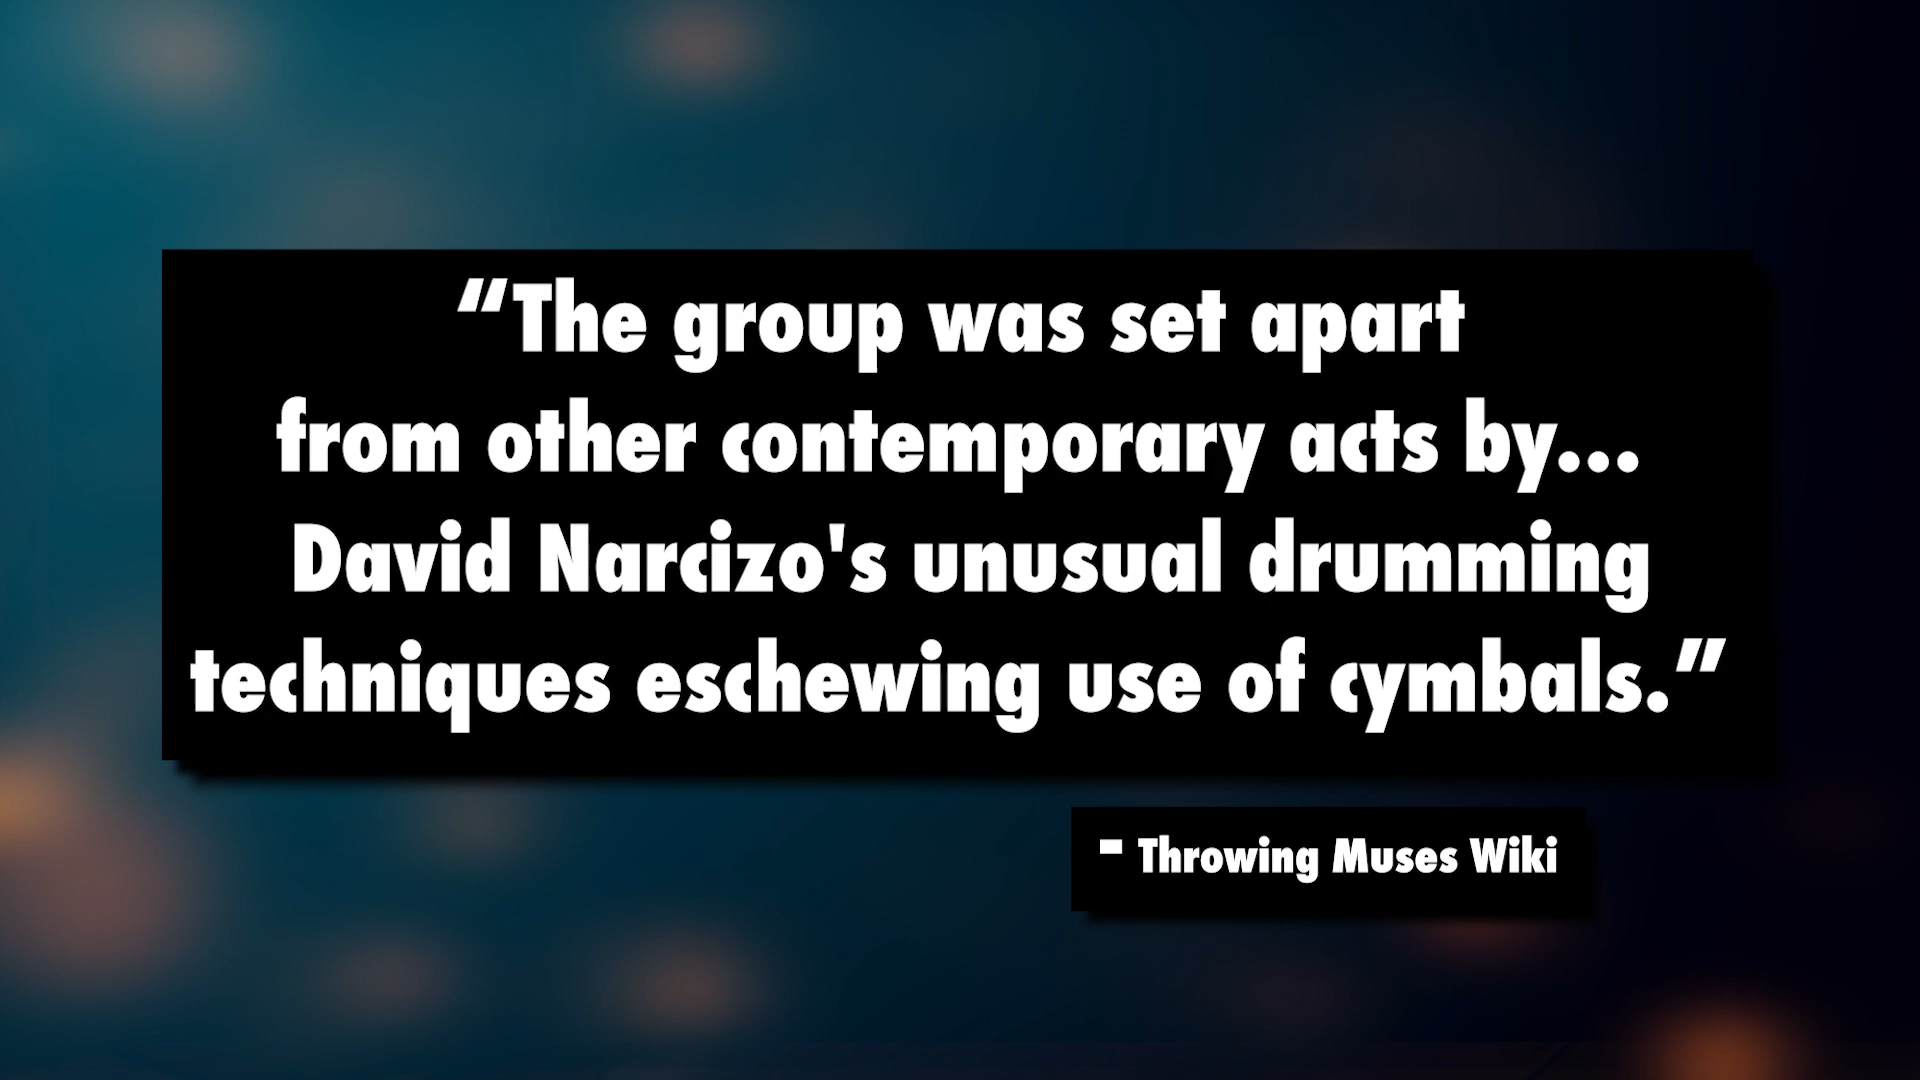 “The group was set apart
from other contemporary acts by...
David Narcizo's unusual drumming
techniques eschewing use of cymbals.”
- Throwing Muses Wiki